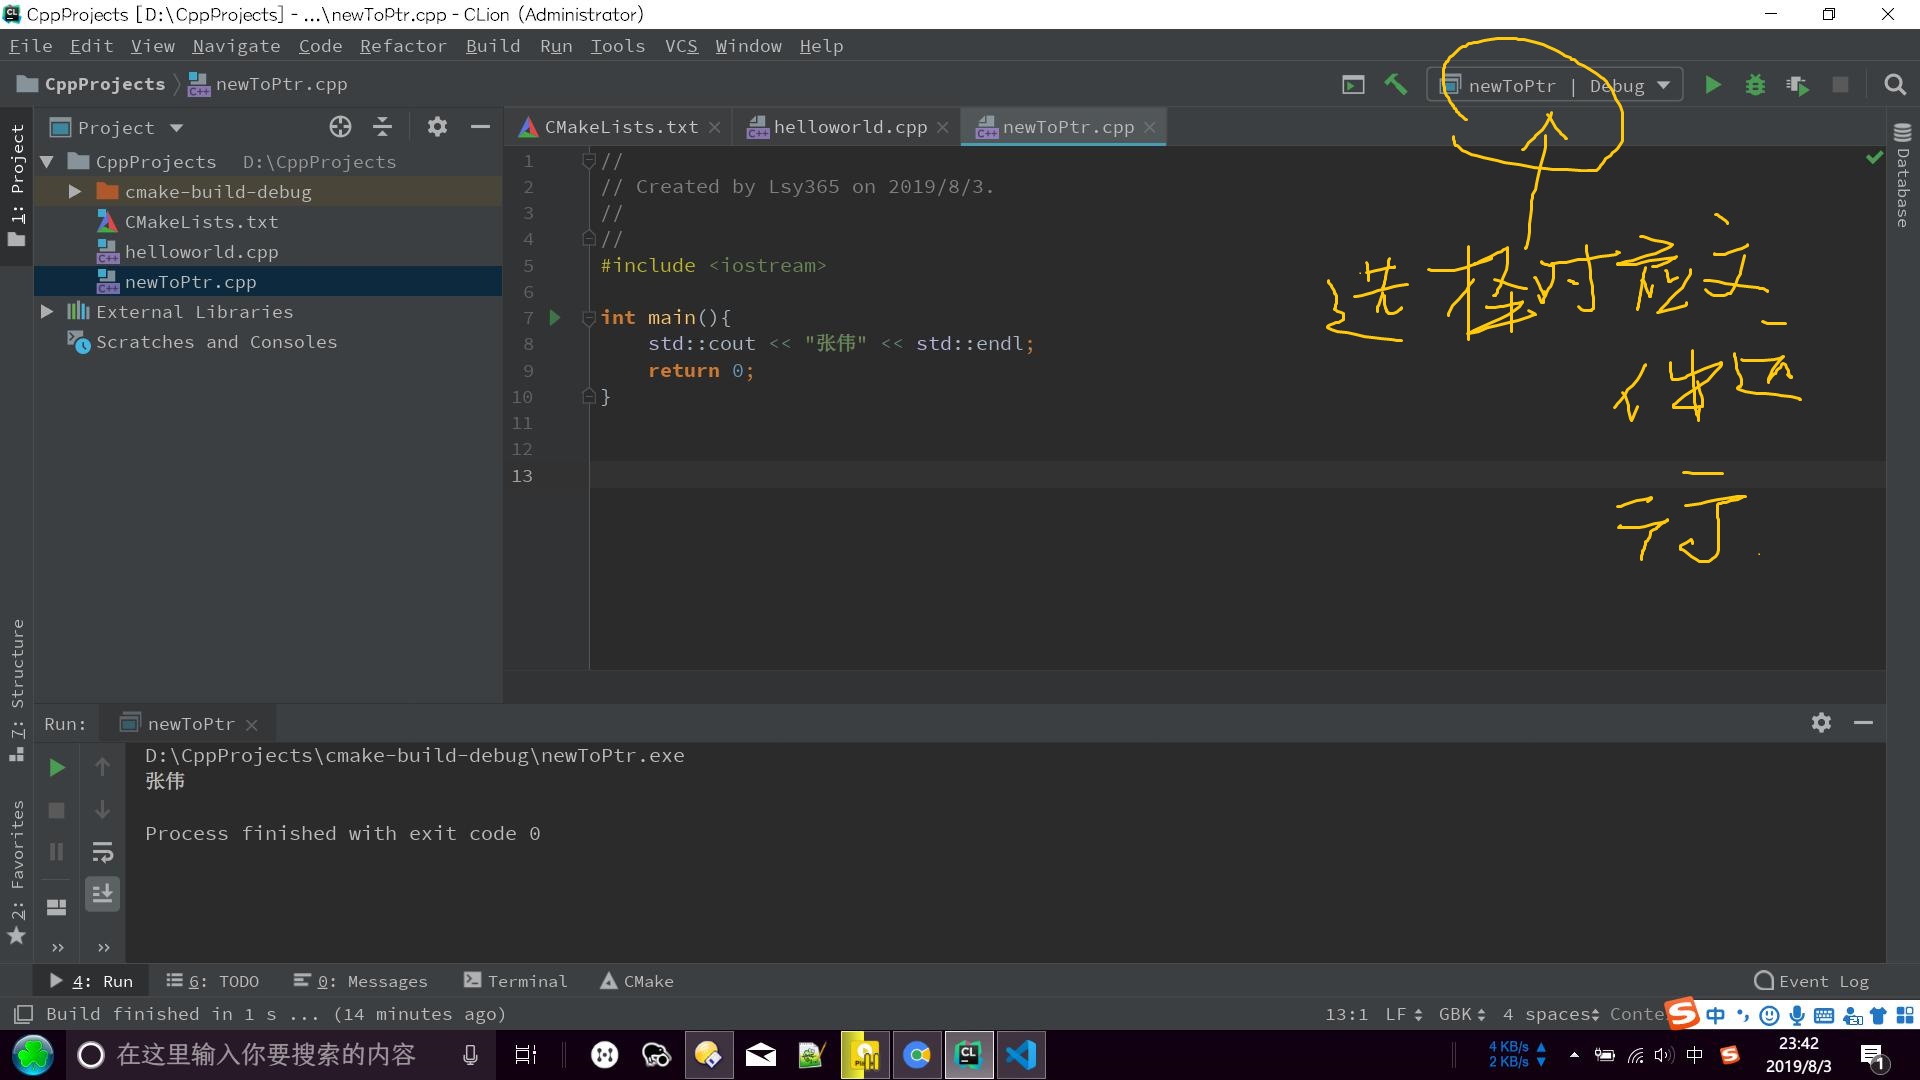 CppProjects [D:\CppProjects] - ...\newToPtr.cpp - CLion (Administrator)
File Edit View Navigate Code Refactor Build Run Tools VCS Window Help
CppProjects newToPtr.cpp
newToPtr | Debug
1: Project
Project
CMakeLists.txt
helloworld.cpp
newToPtr.cpp
Database
CppProjects D:\CppProjects
cmake-build-debug
CMakeLists.txt
helloworld.cpp
newToPtr.cpp
External Libraries
Scratches and Consoles
1 //
2 // Created by Lsy365 on 2019/8/3.
3 //
4 //
5 #include <iostream>
6
7 int main(){
8 std::cout << "张伟" << std::endl;
9 return 0;
10 }
11
12
13
选择对应文
件运
行
7: Structure
2: Favorites
Run: newToPtr
D:\CppProjects\cmake-build-debug\newToPtr.exe
张伟
Process finished with exit code 0
4: Run 6: TODO 0: Messages Terminal CMake Event Log
Build finished in 1 s ... (14 minutes ago) 13:1 LF GBK 4 spaces Conte 中
在这里输入你要搜索的内容
4 KB/s
2 KB/s
中
23:42
2019/8/3
1